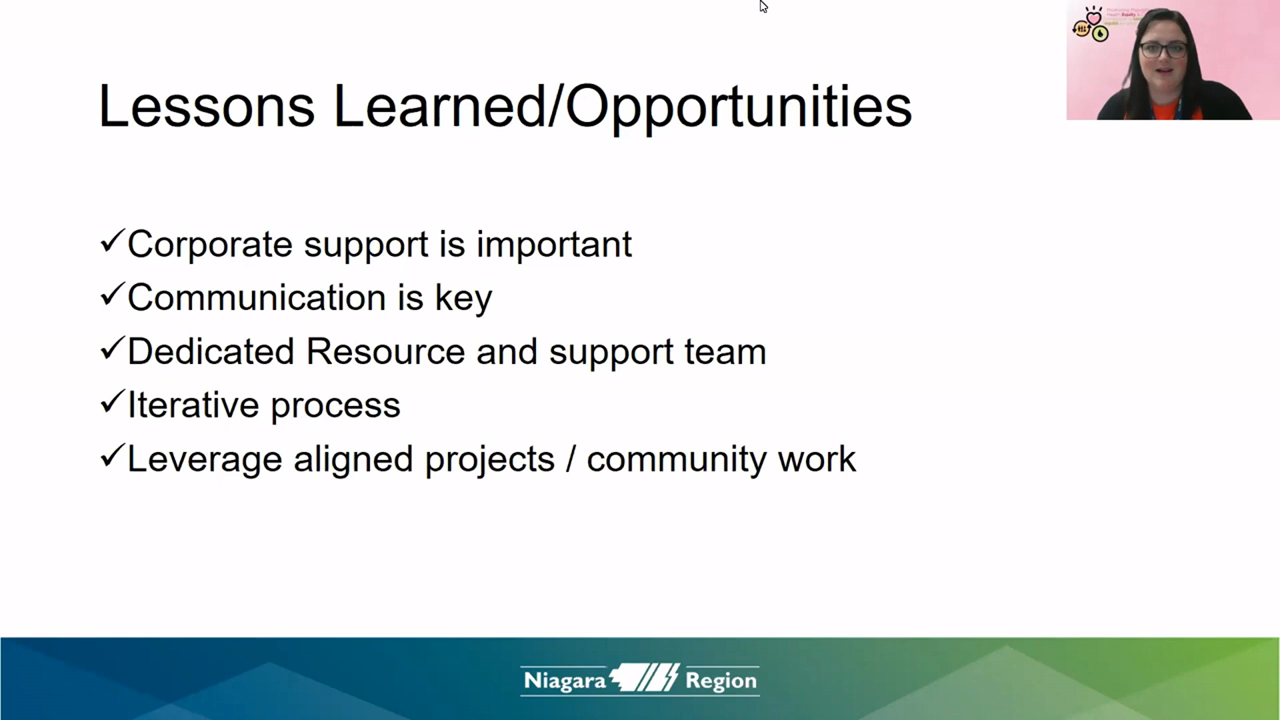 Lessons Learned/Opportunities
✓Corporate support is important
✓Communication is key
✓Dedicated Resource and support team
✓Iterative process
✓Leverage aligned projects / community work
Niagara Region